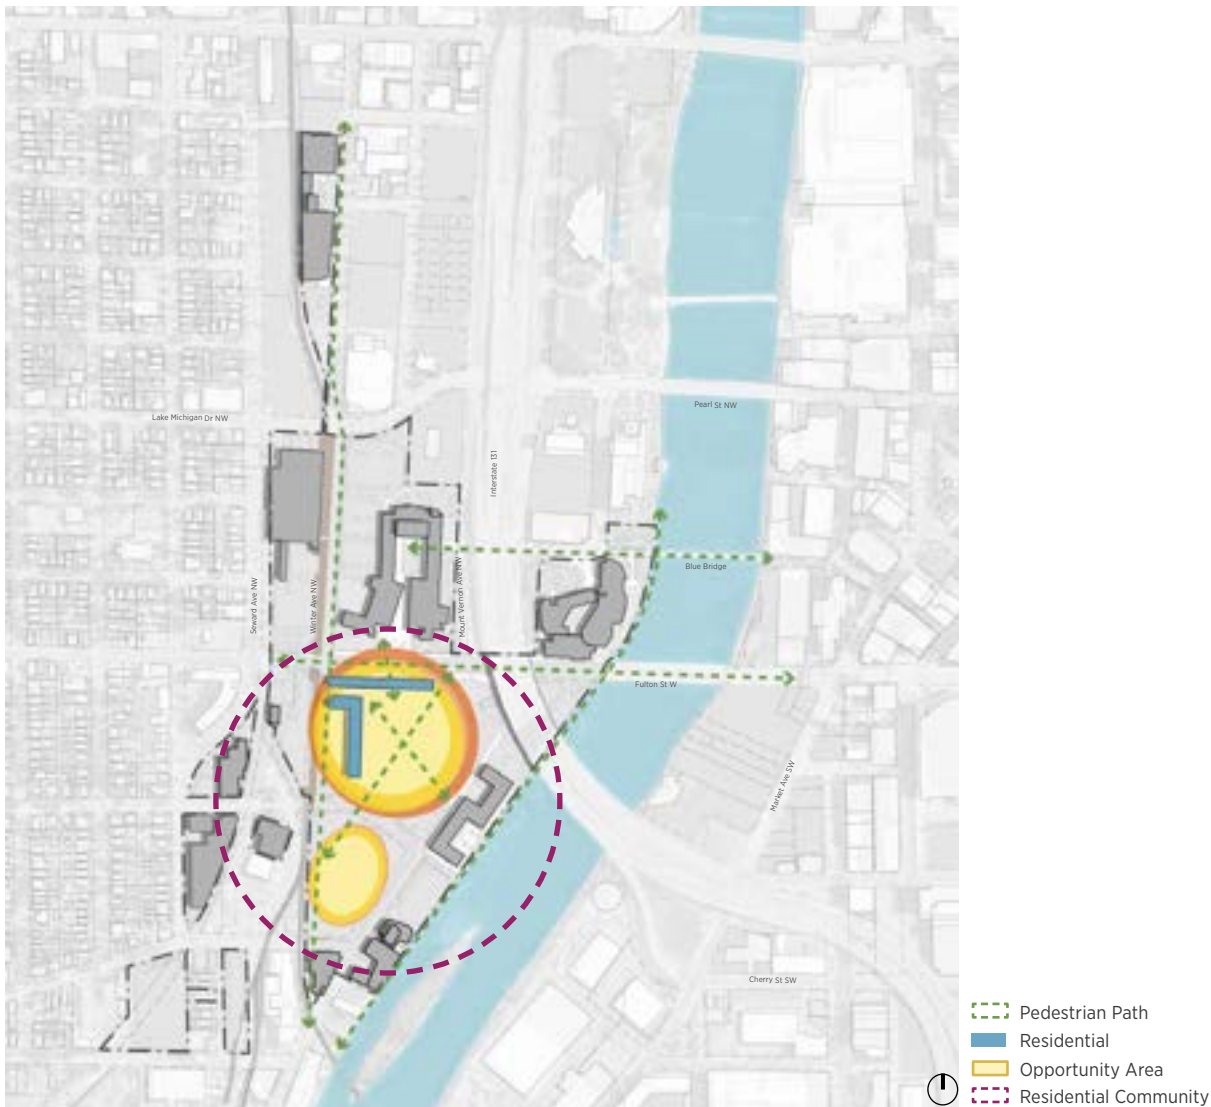 Lake Michigan Dr NW
Pearl St NW
Interstate 131
Blue Bridge
Seward Ave NW
Winter Ave NW
Mount Vernon Ave NW
Fulton St W
Market Ave SW
Cherry St SW
Pedestrian Path
Residential
Opportunity Area
Residential Community